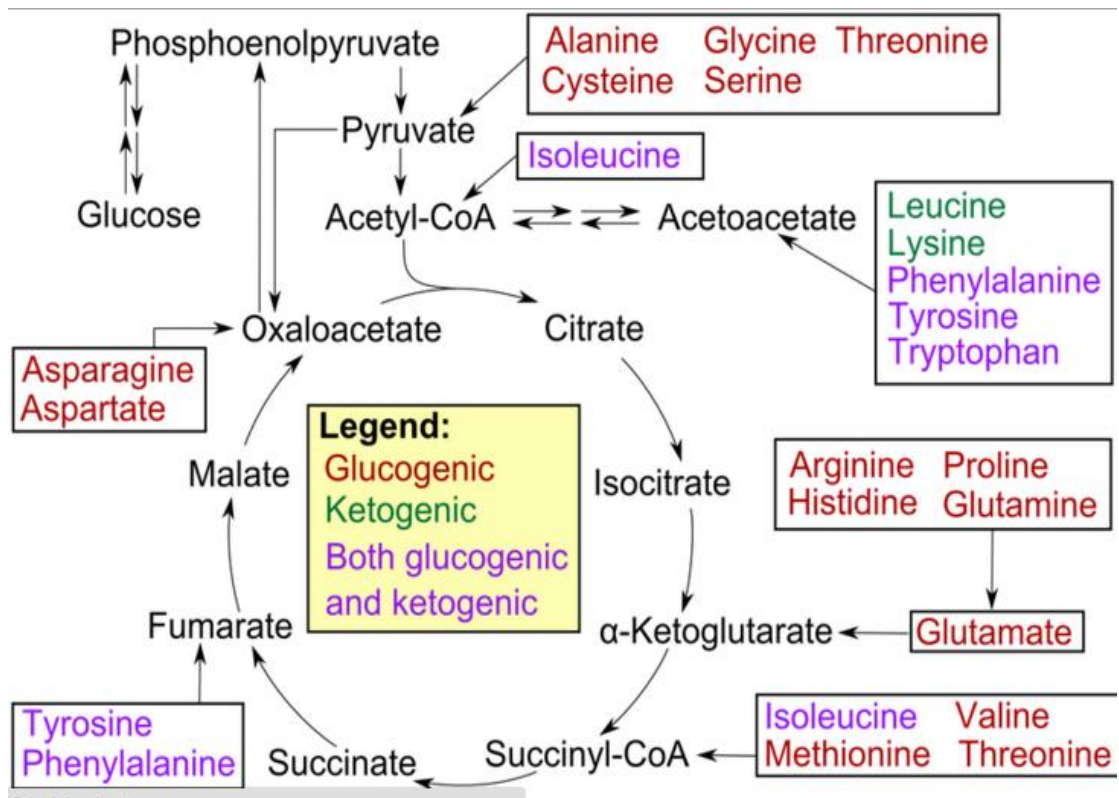 Phosphoenolpyruvate
Alanine Glycine Threonine
Cysteine Serine
Pyruvate
Isoleucine
Glucose
Acetyl-CoA
Acetoacetate
Leucine
Lysine
Phenylalanine
Tyrosine
Tryptophan
Oxaloacetate
Citrate
Asparagine
Aspartate
Legend:
Glucogenic
Ketogenic
Both glucogenic
and ketogenic
Malate
Isocitrate
Arginine Proline
Histidine Glutamine
Fumarate
α-Ketoglutarate
Glutamate
Tyrosine
Phenylalanine
Succinate
Succinyl-CoA
Isoleucine Valine
Methionine Threonine